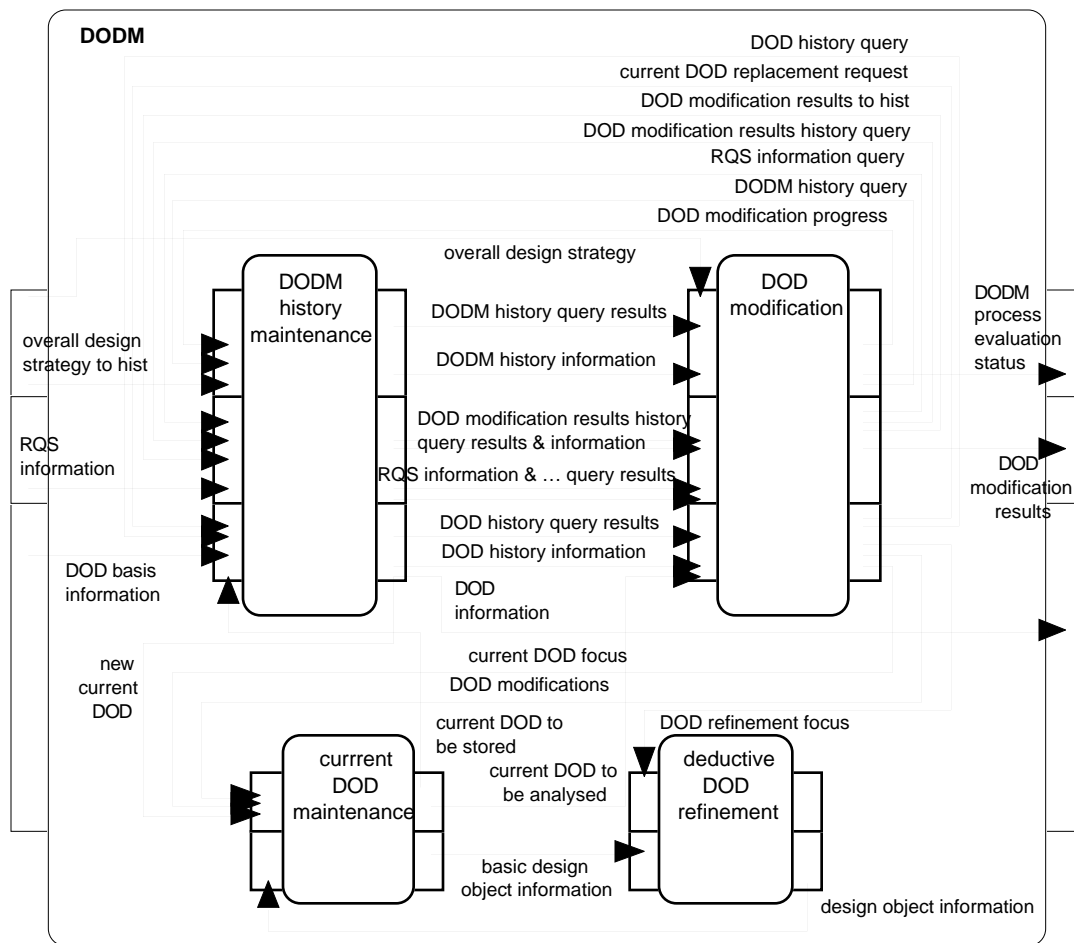 DODM
DOD history query
current DOD replacement request
DOD modification results to hist
DOD modification results history query
RQS information query
DODM history query
DOD modification progress
overall design strategy
DODM
history
maintenance
DOD
modification
DODM
process
evaluation
status
overall design
strategy to hist
DODM history query results
DODM history information
RQS
information
DOD modification results history
query results & information
RQS information & … query results
DOD
modification
results
DOD history query results
DOD history information
DOD basis
information
DOD
information
new
current
DOD
current DOD focus
DOD modifications
current DOD to
be stored
DOD refinement focus
currrent
DOD
maintenance
current DOD to
be analysed
deductive
DOD
refinement
basic design
object information
design object information